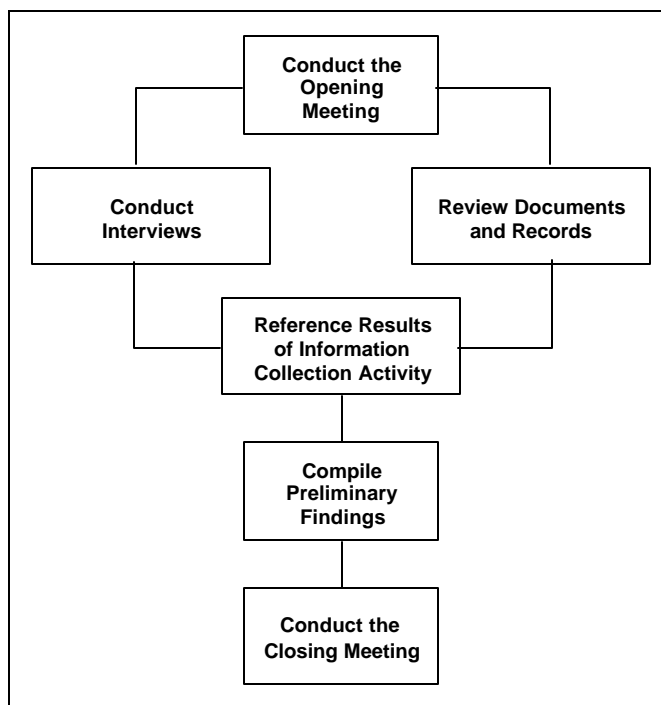 Conduct the
Opening
Meeting
Conduct
Interviews
Review Documents
and Records
Reference Results
of Information
Collection Activity
Compile
Preliminary
Findings
Conduct the
Closing Meeting